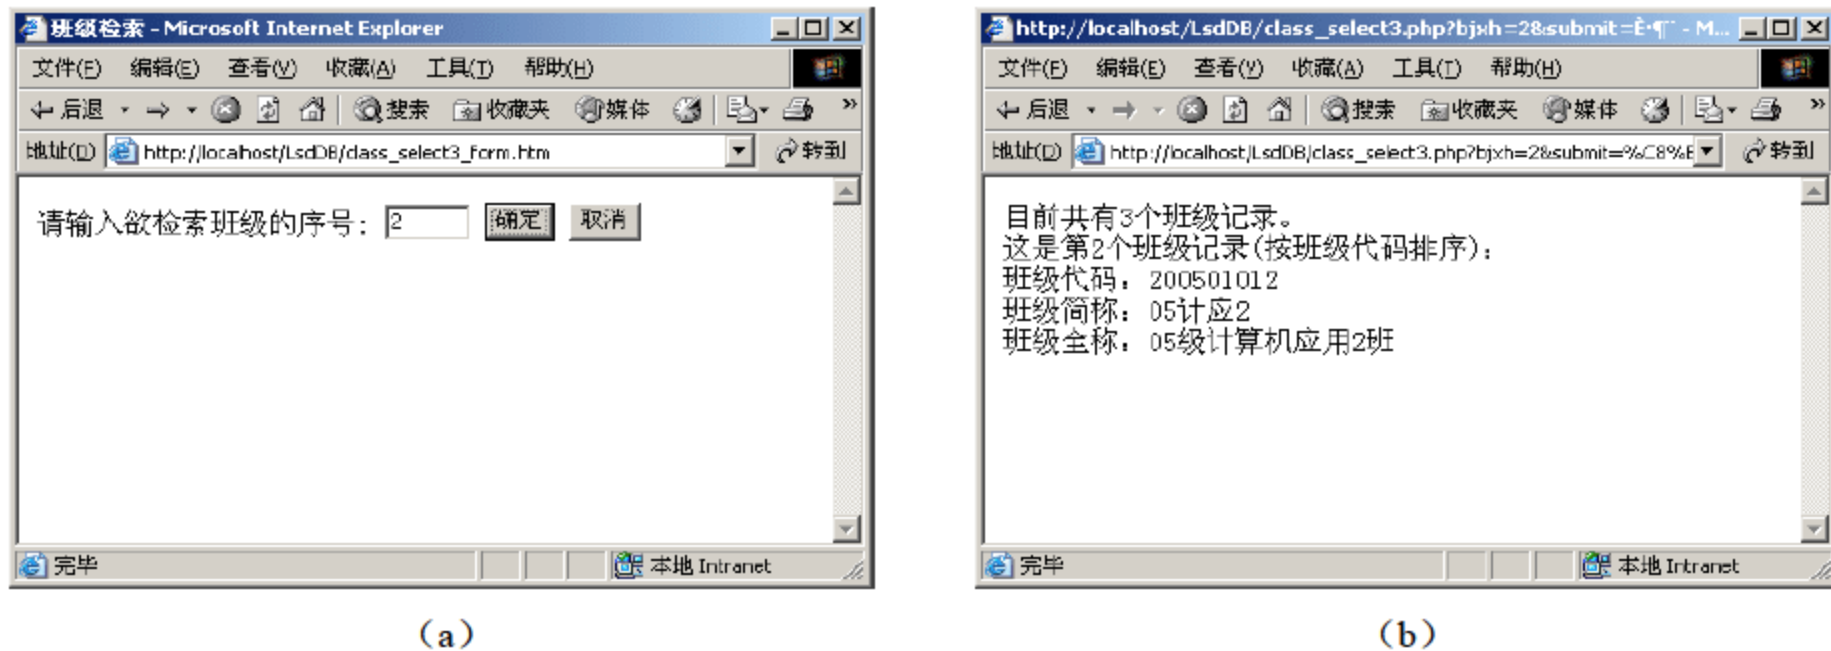 班级检索 - Microsoft Internet Explorer
文件(F) 编辑(E) 查看(V) 收藏(A) 工具(T) 帮助(H)
后退 搜索 收藏夹 媒体 »
地址(D) http://localhost/LsdDB/class_select3_form.htm 转到
请输入欲检索班级的序号: 2 确定 取消
完毕 本地 Intranet
(a)
http://localhost/LsdDB/class_select3.php?bjxh=2&submit=È·¶¨ - M...
文件(F) 编辑(E) 查看(V) 收藏(A) 工具(T) 帮助(H)
后退 搜索 收藏夹 媒体 »
地址(D) http://localhost/LsdDB/class_select3.php?bjxh=2&submit=%C8%B 转到
目前共有3个班级记录。
这是第2个班级记录(按班级代码排序):
班级代码: 200501012
班级简称: 05计应2
班级全称: 05级计算机应用2班
完毕 本地 Intranet
(b)